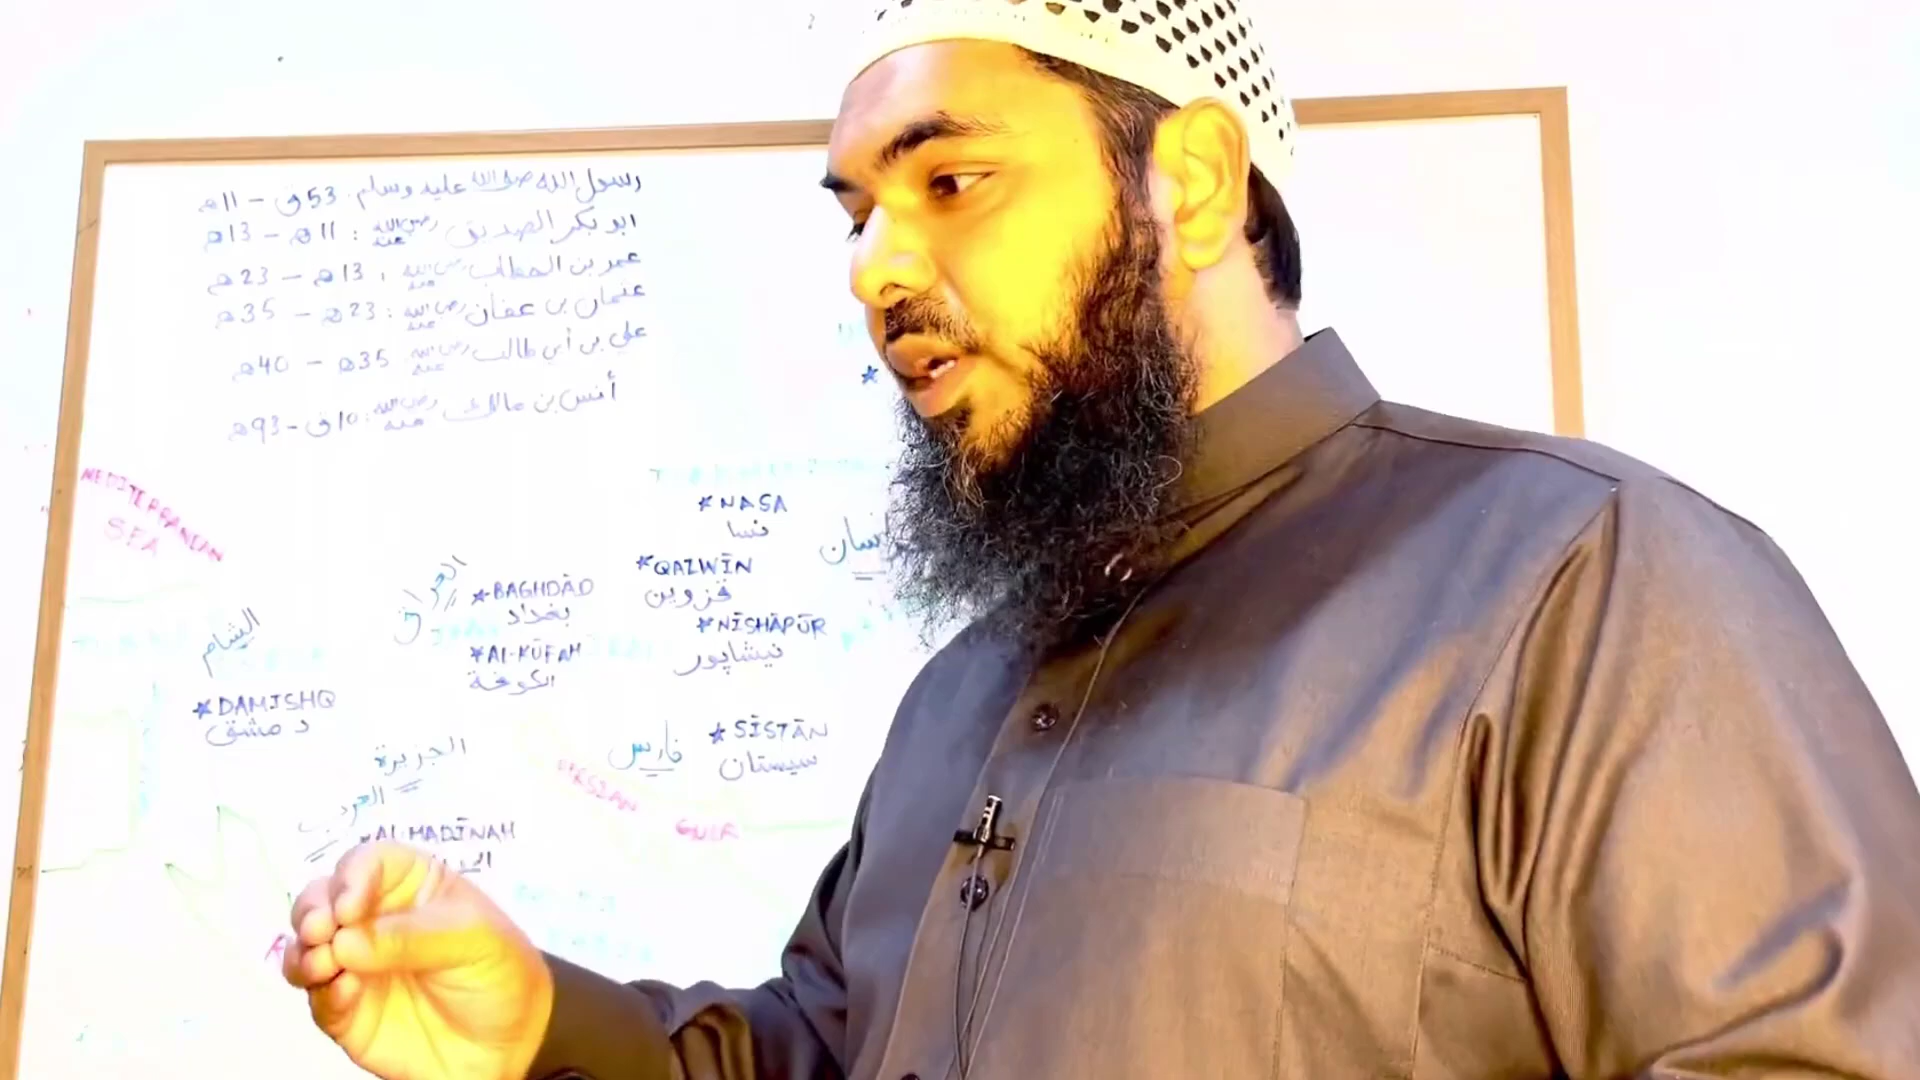 رسول الله صلى الله عليه وسلم: 53ق – 11هـ
ابو بكر الصديق رضي الله عنه: 11هـ – 13هـ
عمر بن الخطاب رضي الله عنه: 13هـ – 23هـ
عثمان بن عفان رضي الله عنه: 23هـ – 35هـ
علي بن أبي طالب رضي الله عنه 35هـ – 40هـ
أنس بن مالك رضي الله عنه: 10ق – 93هـ
MEDITERRANEAN
SEA
*NASA
نسا
*QAZWĪN
قزوين
العراق
*BAGHDĀD
بغداد
*NĪSHĀPŪR
نيشاپور
الشام
*Al-KŪFAH
الكوفة
*DAMISHQ
دمشق
*SĪSTĀN
سيستان
فارس
الجزيرة
العرب
PERSIAN
GULF
*AL-MADĪNAH